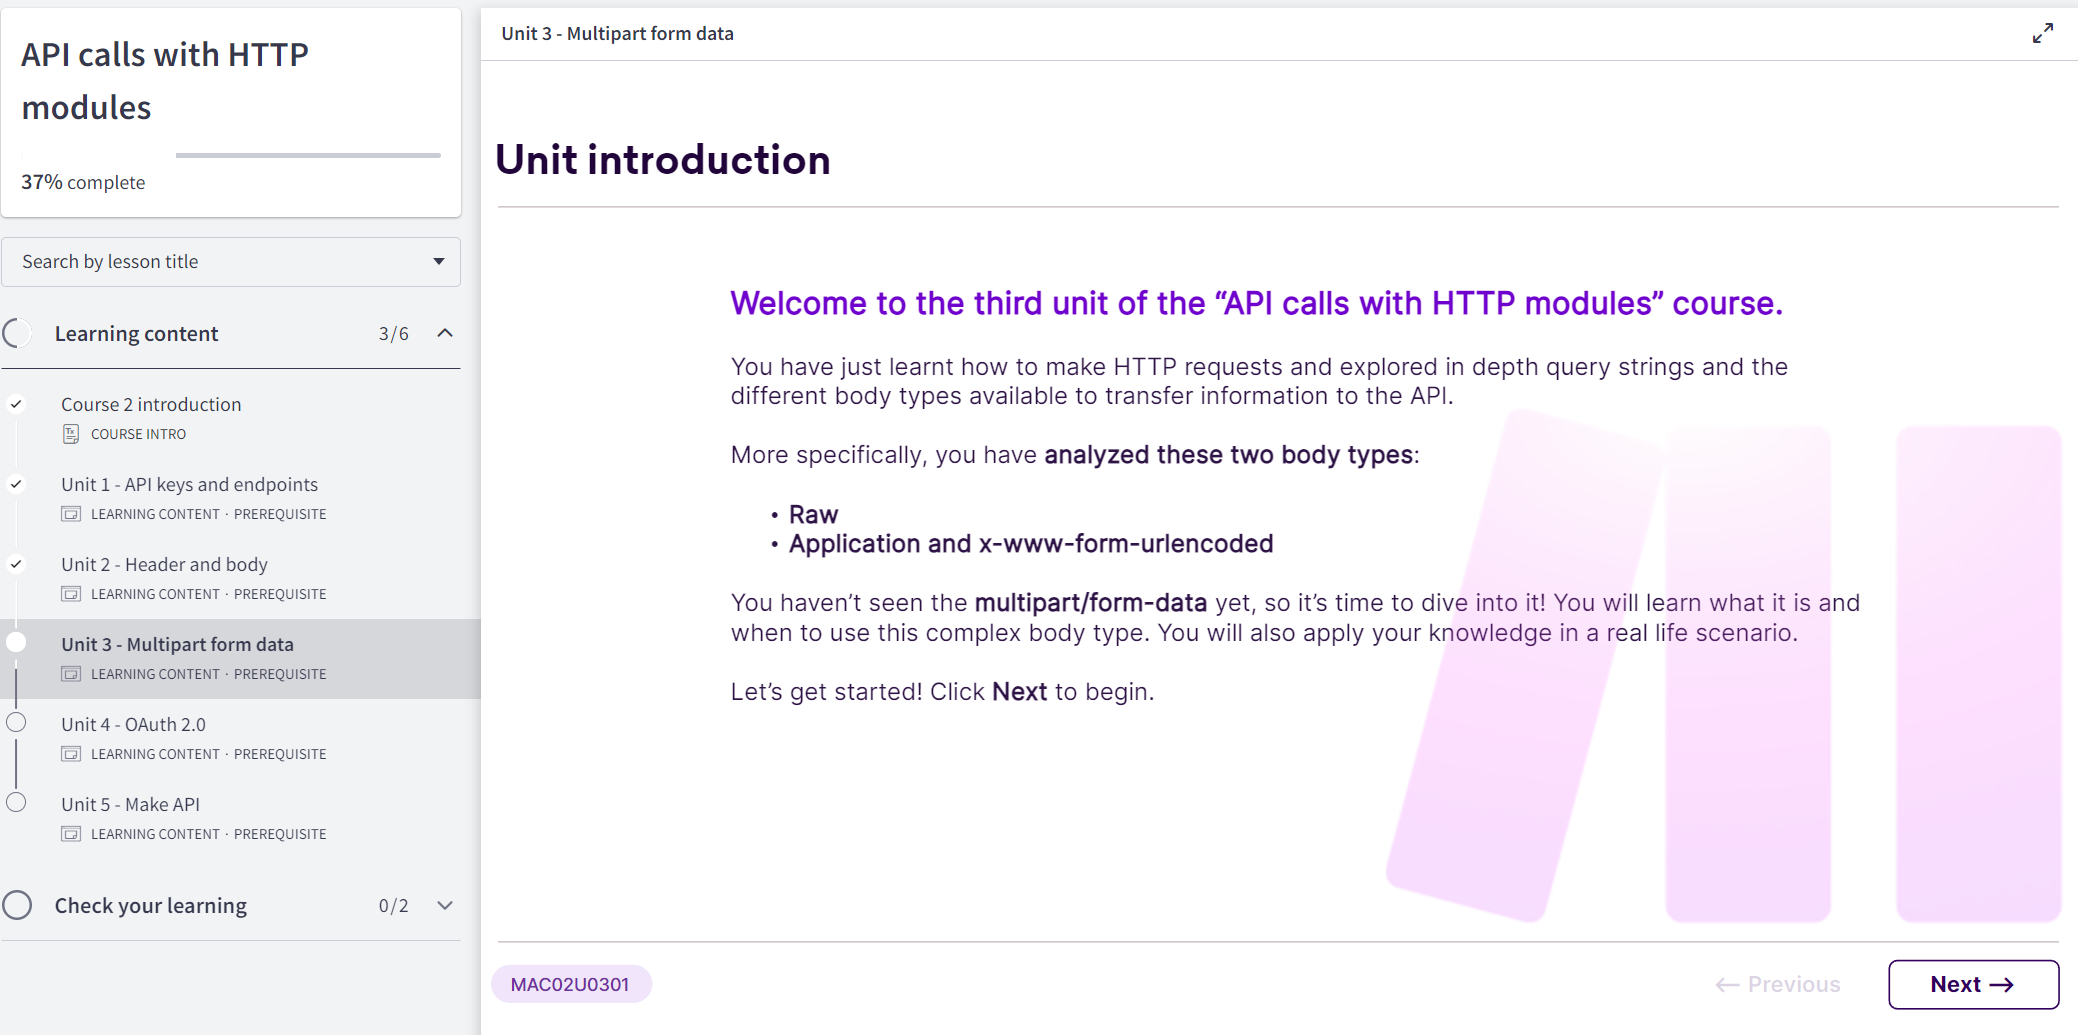 API calls with HTTP
modules
37% complete
Search by lesson title
Learning content 3/6
Course 2 introduction
COURSE INTRO
Unit 1 - API keys and endpoints
LEARNING CONTENT · PREREQUISITE
Unit 2 - Header and body
LEARNING CONTENT · PREREQUISITE
Unit 3 - Multipart form data
LEARNING CONTENT · PREREQUISITE
Unit 4 - OAuth 2.0
LEARNING CONTENT · PREREQUISITE
Unit 5 - Make API
LEARNING CONTENT · PREREQUISITE
Check your learning 0/2
Unit 3 - Multipart form data
Unit introduction
Welcome to the third unit of the “API calls with HTTP modules” course.
You have just learnt how to make HTTP requests and explored in depth query strings and the
different body types available to transfer information to the API.
More specifically, you have analyzed these two body types:
• Raw
• Application and x-www-form-urlencoded
You haven’t seen the multipart/form-data yet, so it’s time to dive into it! You will learn what it is and
when to use this complex body type. You will also apply your knowledge in a real life scenario.
Let’s get started! Click Next to begin.
MAC02U0301
← Previous
Next →